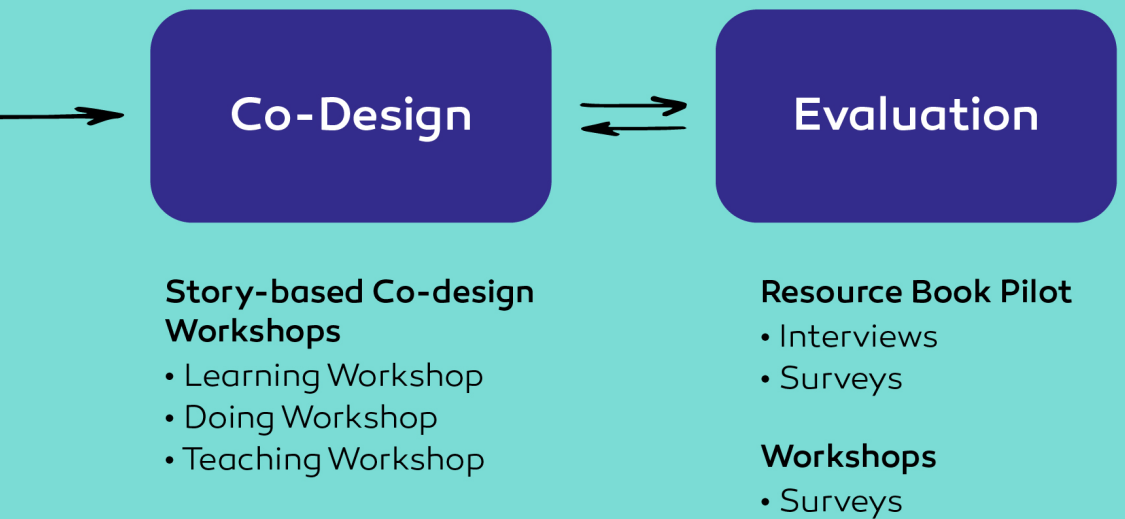 Co-Design
Evaluation
Story-based Co-design
Workshops
• Learning Workshop
• Doing Workshop
• Teaching Workshop
Resource Book Pilot
• Interviews
• Surveys
Workshops
• Surveys